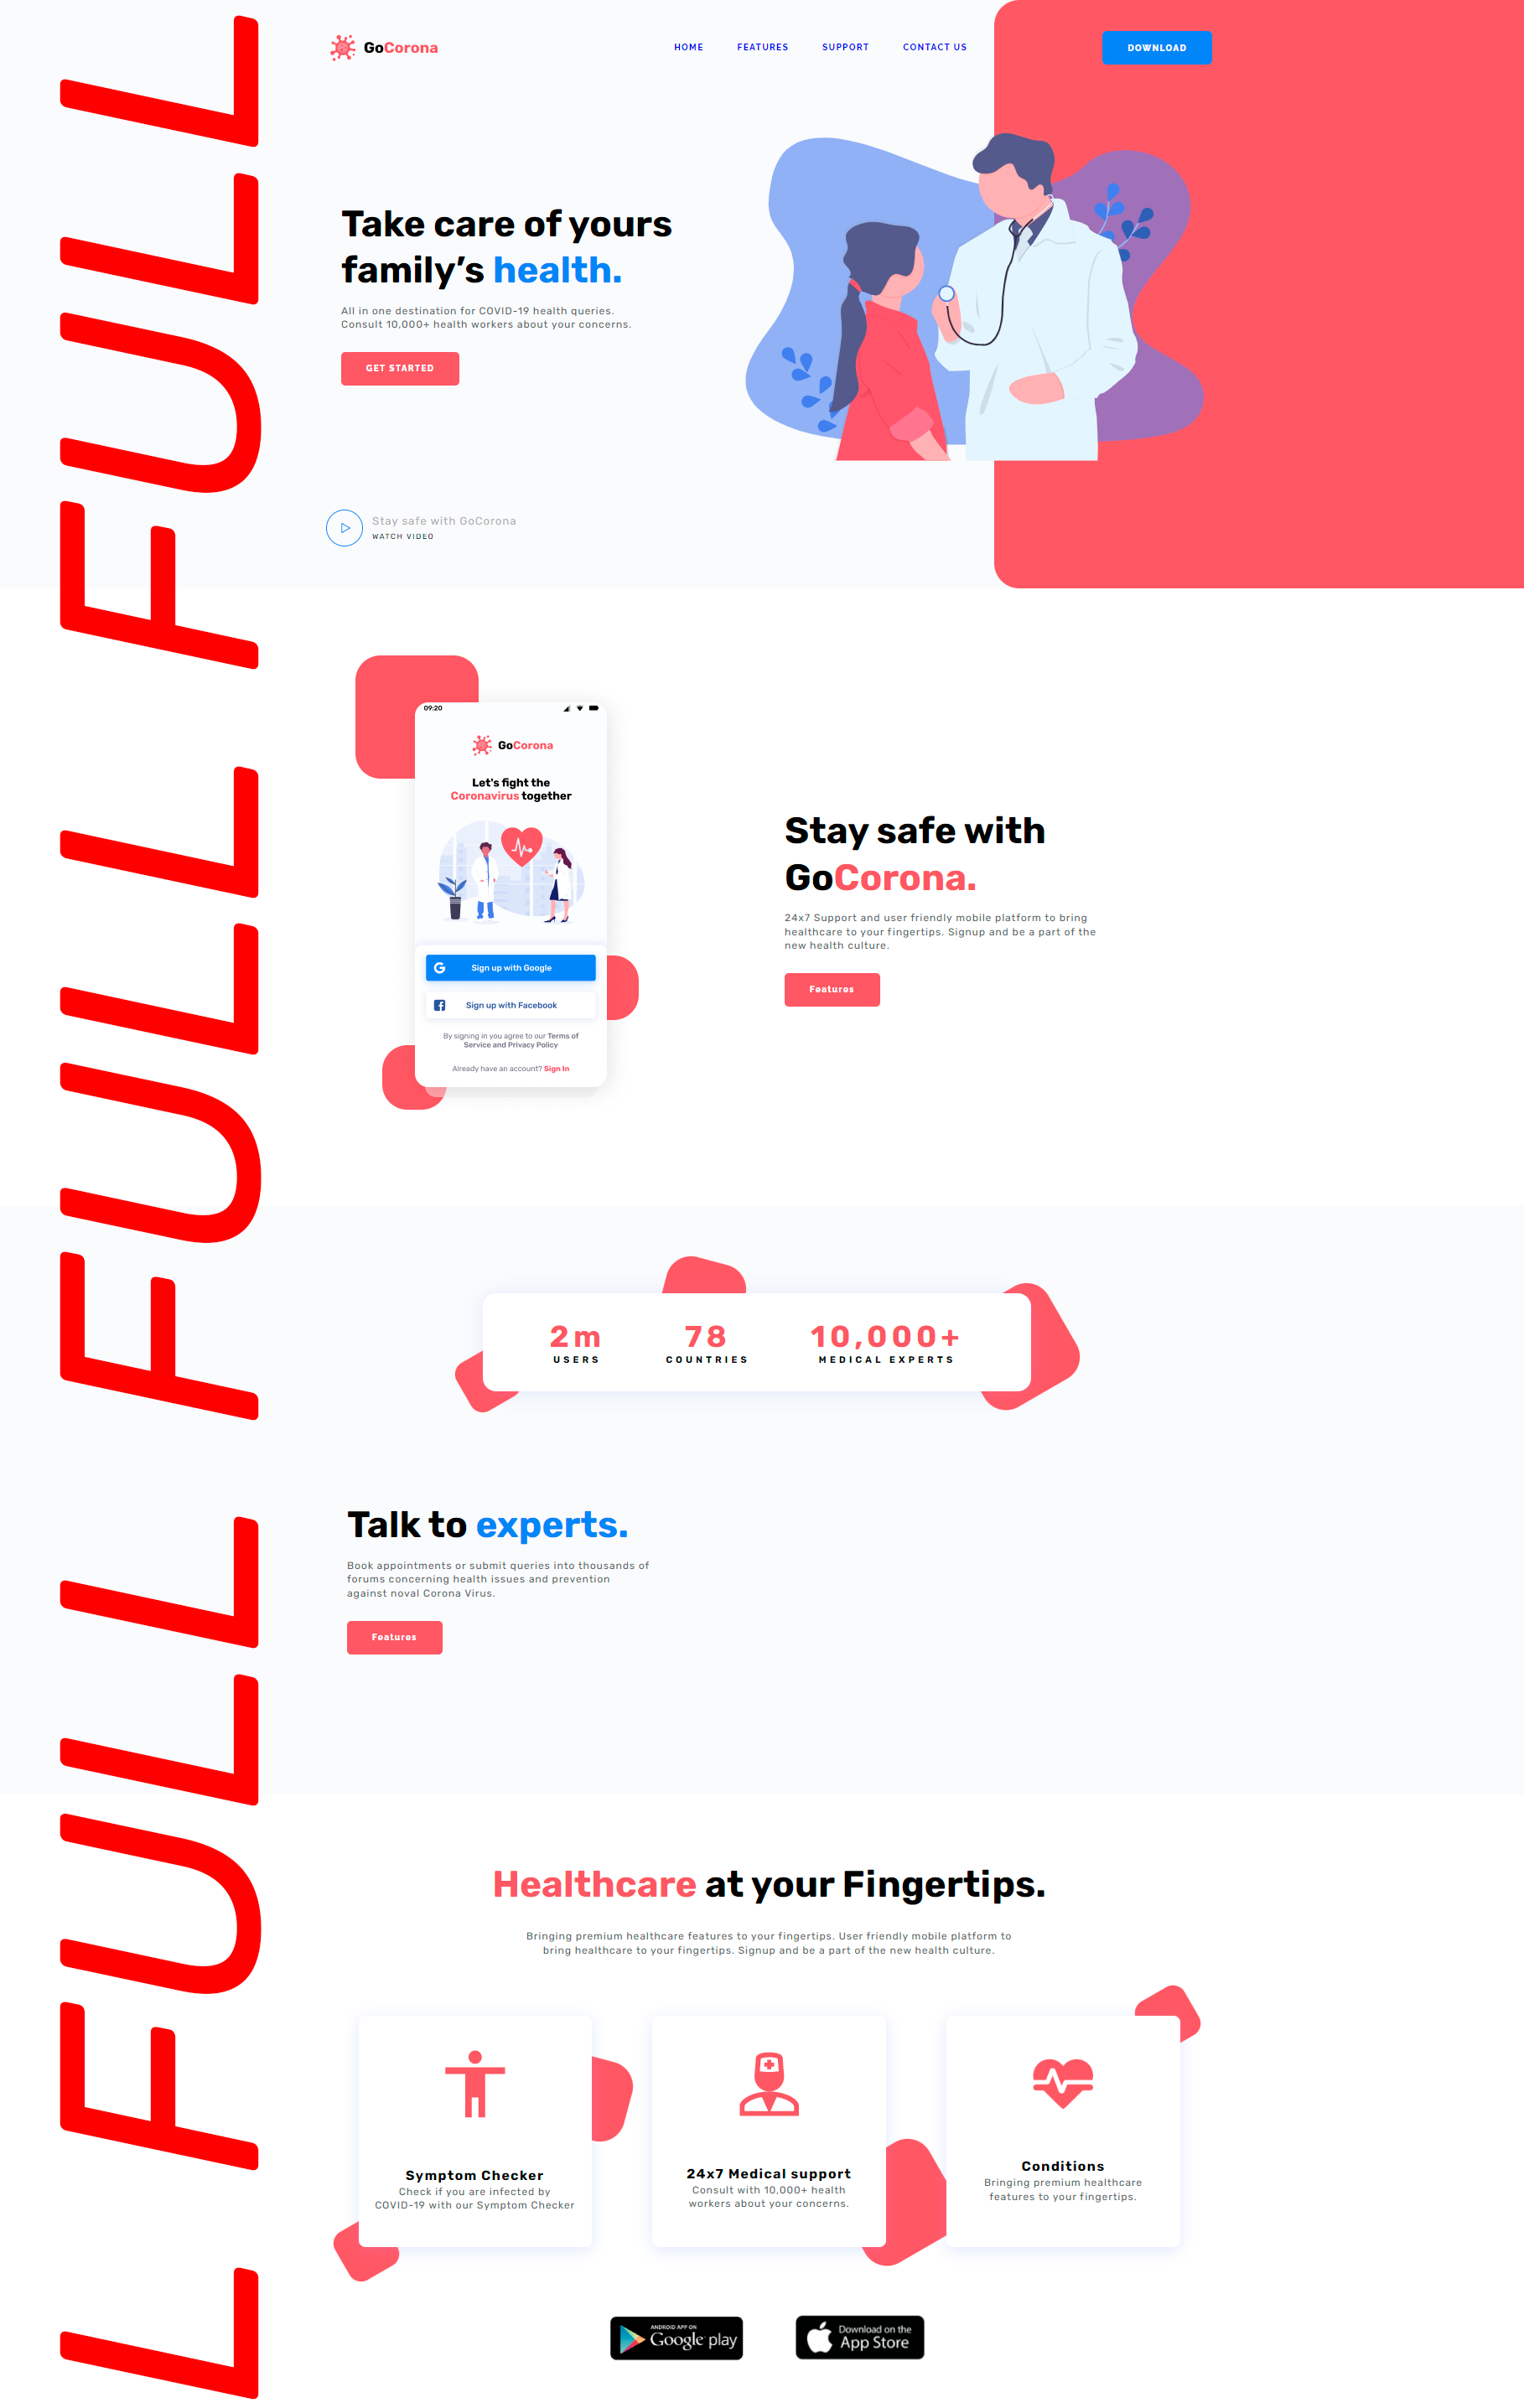 FULL FULL FULL L
GoCorona
HOME FEATURES SUPPORT CONTACT US
DOWNLOAD
Take care of yours
family’s health.
All in one destination for COVID-19 health queries.
Consult 10,000+ health workers about your concerns.
GET STARTED
Stay safe with GoCorona
WATCH VIDEO
09:20
GoCorona
Let's fight the
Coronavirus together
Sign up with Google
Sign up with Facebook
By signing in you agree to our Terms of
Service and Privacy Policy
Already have an account? Sign In
Stay safe with
GoCorona.
24x7 Support and user friendly mobile platform to bring
healthcare to your fingertips. Signup and be a part of the
new health culture.
Features
2m 78 10,000+
USERS COUNTRIES MEDICAL EXPERTS
Talk to experts.
Book appointments or submit queries into thousands of
forums concerning health issues and prevention
against noval Corona Virus.
Features
Healthcare at your Fingertips.
Bringing premium healthcare features to your fingertips. User friendly mobile platform to
bring healthcare to your fingertips. Signup and be a part of the new health culture.
Symptom Checker
Check if you are infected by
COVID-19 with our Symptom Checker
24x7 Medical support
Consult with 10,000+ health
workers about your concerns.
Conditions
Bringing premium healthcare
features to your fingertips.
ANDROID APP ON
Google play
Download on the
App Store